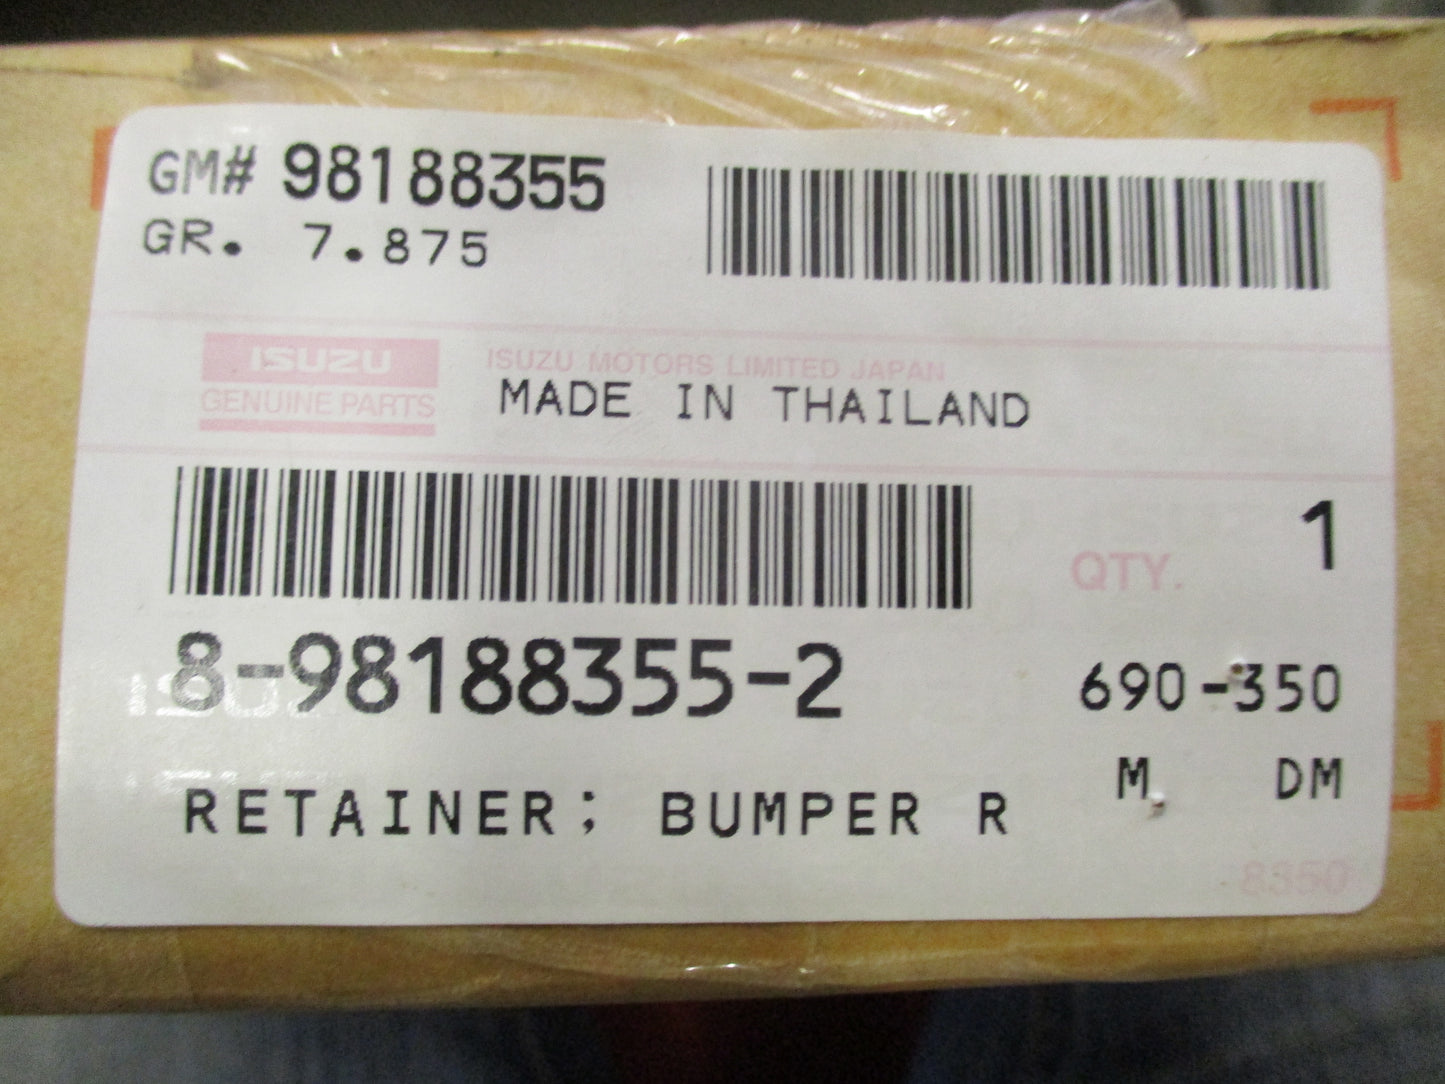 GM# 98188355
GR. 7.875
ISUZU
GENUINE PARTS
ISUZU MOTORS LIMITED JAPAN
MADE IN THAILAND
QTY. 1
8-98188355-2
690-350
RETAINER; BUMPER R
M DM
8350